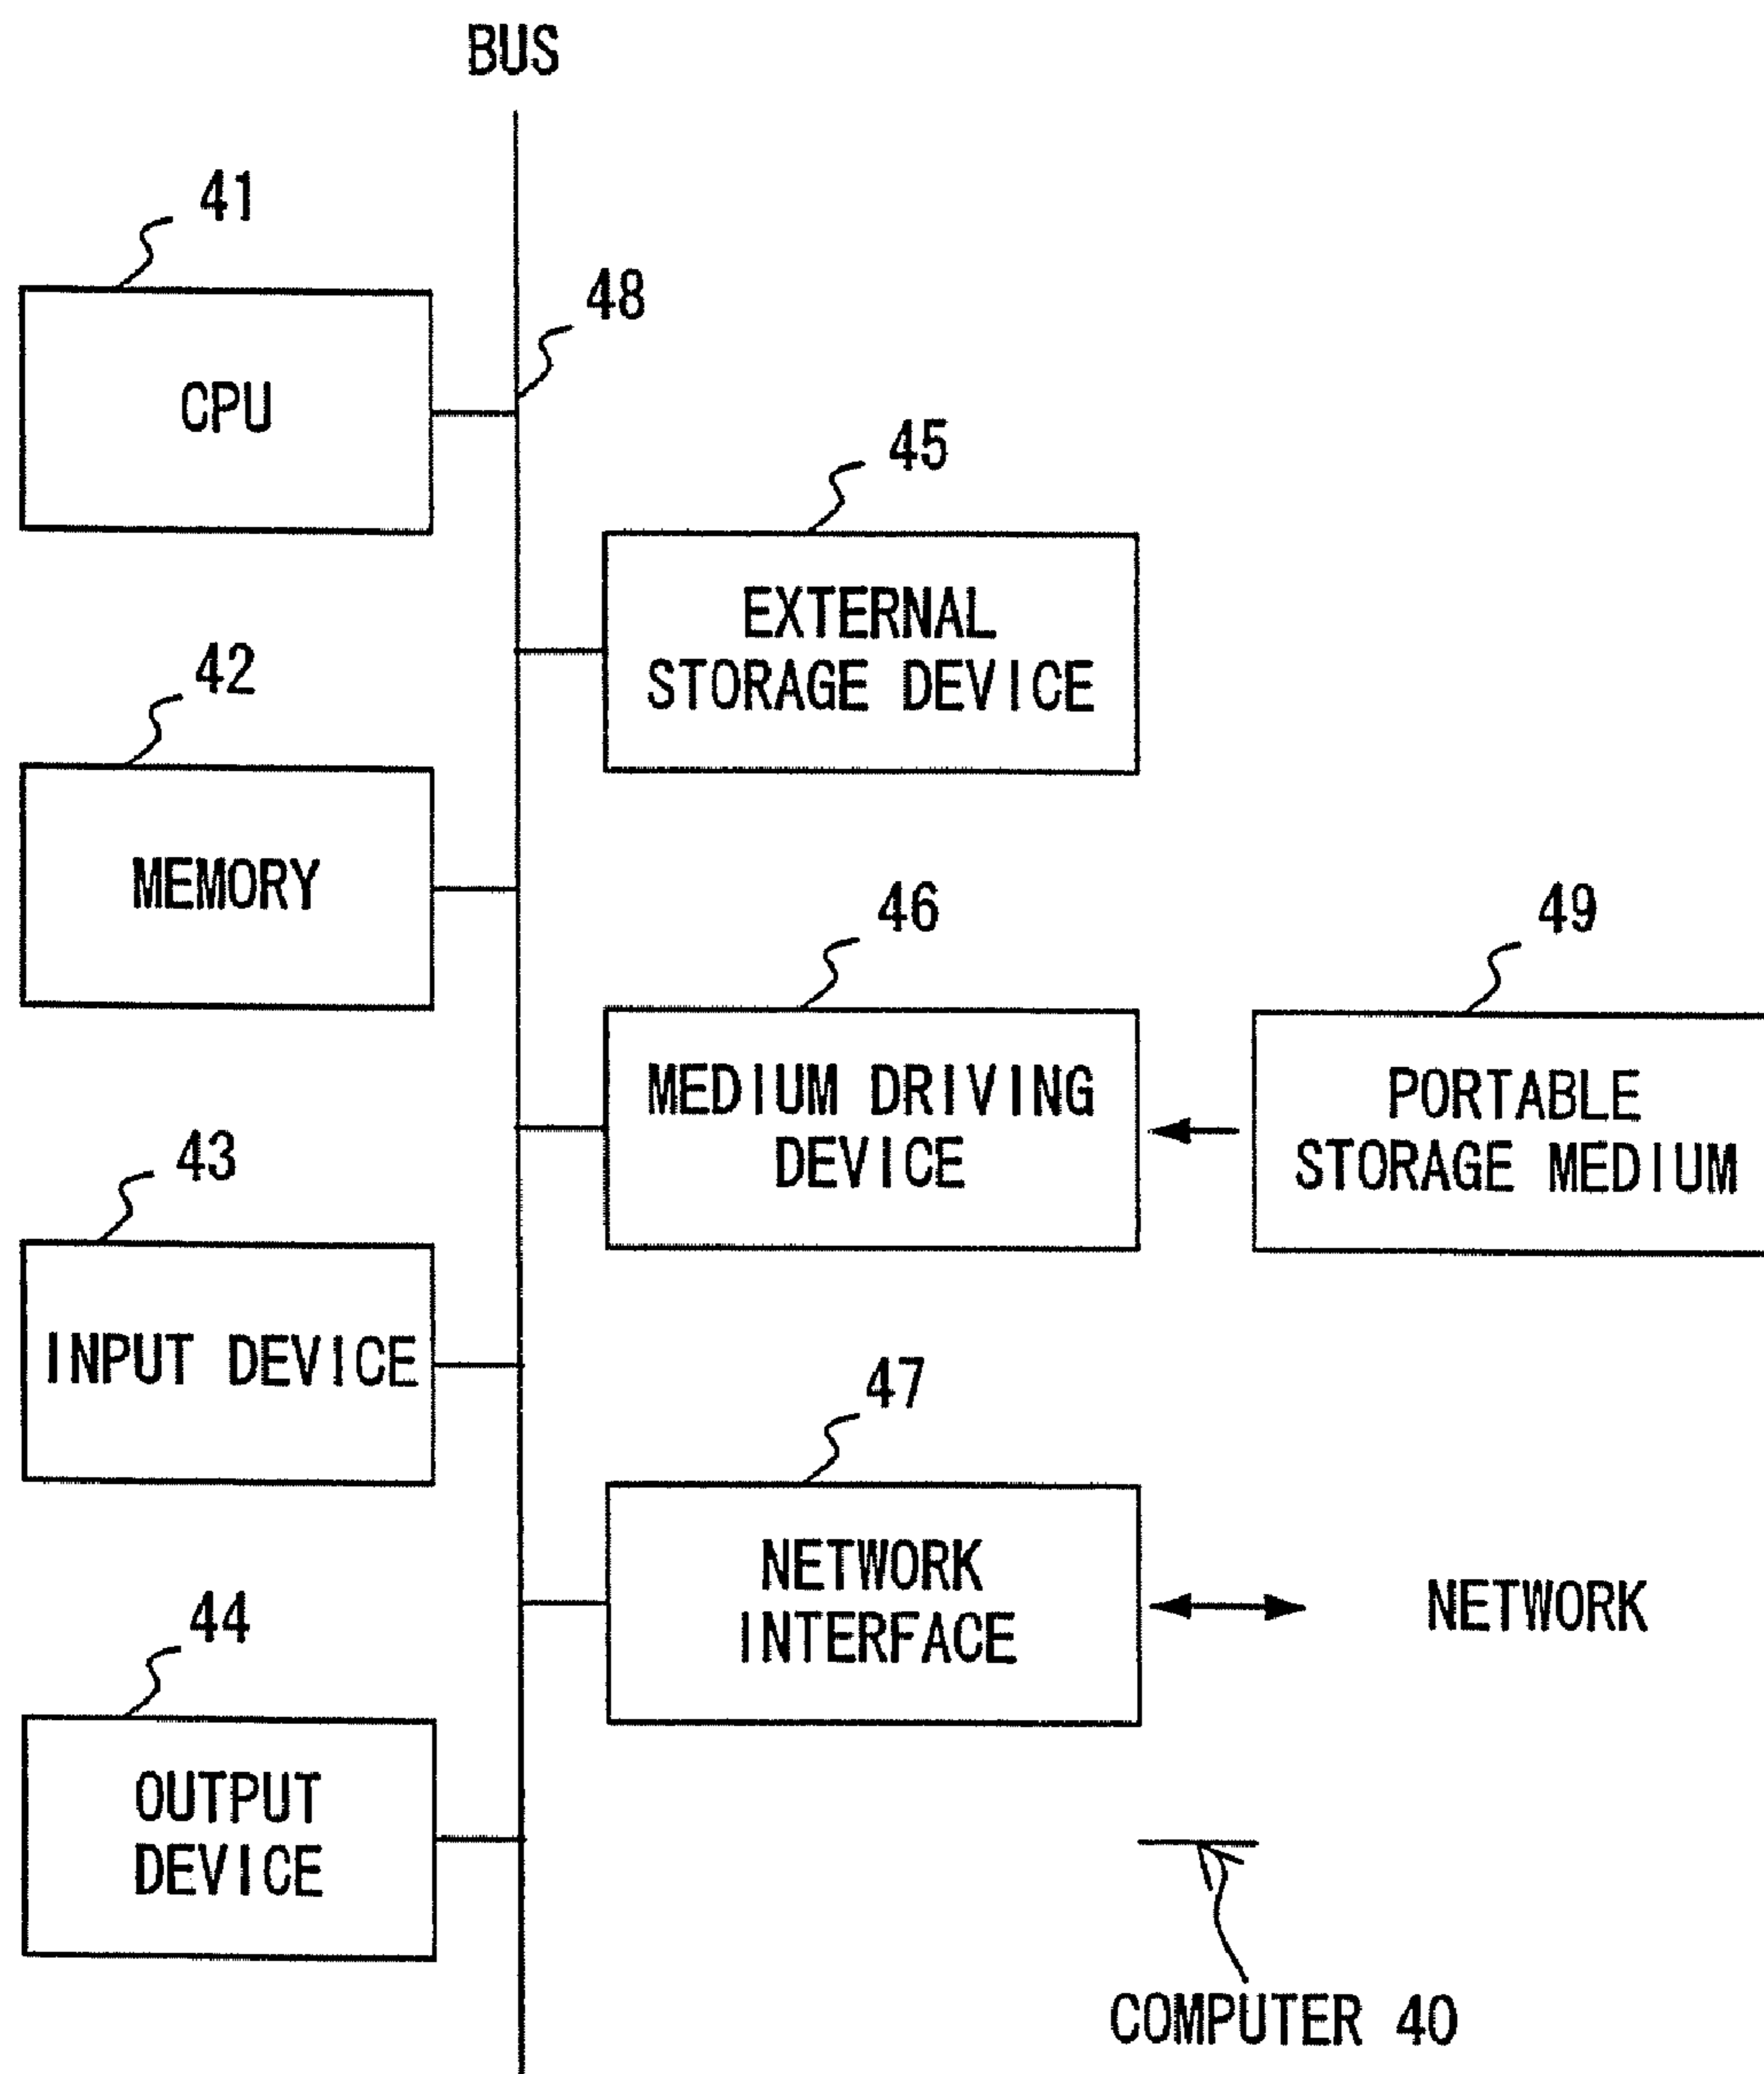 BUS
41
CPU
48
45
EXTERNAL
STORAGE DEVICE
42
MEMORY
46
MEDIUM DRIVING
DEVICE
49
PORTABLE
STORAGE MEDIUM
43
INPUT DEVICE
47
NETWORK
INTERFACE
NETWORK
44
OUTPUT
DEVICE
COMPUTER 40